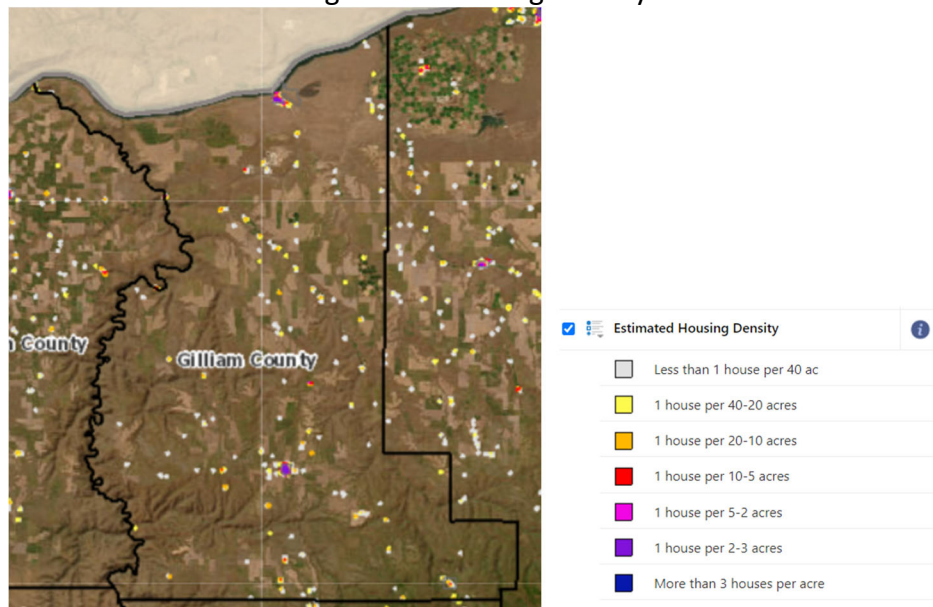 n County
Gilliam County
Estimated Housing Density
i
Less than 1 house per 40 ac
1 house per 40-20 acres
1 house per 20-10 acres
1 house per 10-5 acres
1 house per 5-2 acres
1 house per 2-3 acres
More than 3 houses per acre